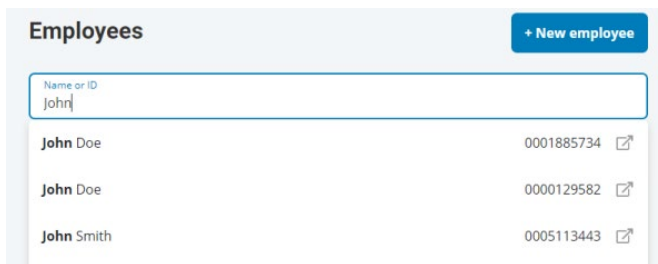 Employees
+ New employee
Name or ID
John
John Doe 0001885734
John Doe 0000129582
John Smith 0005113443